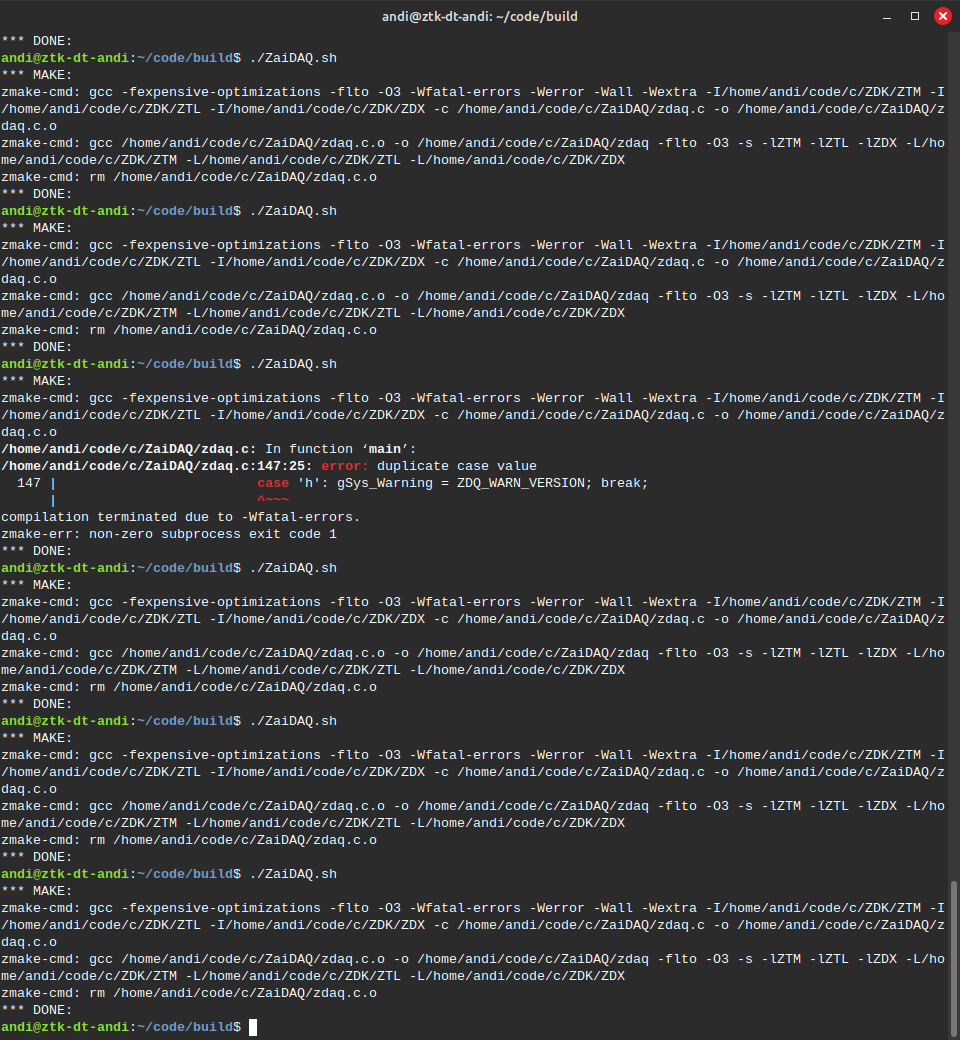 andi@ztk-dt-andi: ~/code/build
*** DONE:
andi@ztk-dt-andi:~/code/build$ ./ZaiDAQ.sh
*** MAKE:
zmake-cmd: gcc -fexpensive-optimizations -flto -O3 -Wfatal-errors -Werror -Wall -Wextra -I/home/andi/code/c/ZDK/ZTM -I
/home/andi/code/c/ZDK/ZTL -I/home/andi/code/c/ZDK/ZDX -c /home/andi/code/c/ZaiDAQ/zdaq.c -o /home/andi/code/c/ZaiDAQ/z
daq.c.o
zmake-cmd: gcc /home/andi/code/c/ZaiDAQ/zdaq.c.o -o /home/andi/code/c/ZaiDAQ/zdaq -flto -O3 -s -lZTM -lZTL -lZDX -L/ho
me/andi/code/c/ZDK/ZTM -L/home/andi/code/c/ZDK/ZTL -L/home/andi/code/c/ZDK/ZDX
zmake-cmd: rm /home/andi/code/c/ZaiDAQ/zdaq.c.o
*** DONE:
andi@ztk-dt-andi:~/code/build$ ./ZaiDAQ.sh
*** MAKE:
zmake-cmd: gcc -fexpensive-optimizations -flto -O3 -Wfatal-errors -Werror -Wall -Wextra -I/home/andi/code/c/ZDK/ZTM -I
/home/andi/code/c/ZDK/ZTL -I/home/andi/code/c/ZDK/ZDX -c /home/andi/code/c/ZaiDAQ/zdaq.c -o /home/andi/code/c/ZaiDAQ/z
daq.c.o
zmake-cmd: gcc /home/andi/code/c/ZaiDAQ/zdaq.c.o -o /home/andi/code/c/ZaiDAQ/zdaq -flto -O3 -s -lZTM -lZTL -lZDX -L/ho
me/andi/code/c/ZDK/ZTM -L/home/andi/code/c/ZDK/ZTL -L/home/andi/code/c/ZDK/ZDX
zmake-cmd: rm /home/andi/code/c/ZaiDAQ/zdaq.c.o
*** DONE:
andi@ztk-dt-andi:~/code/build$ ./ZaiDAQ.sh
*** MAKE:
zmake-cmd: gcc -fexpensive-optimizations -flto -O3 -Wfatal-errors -Werror -Wall -Wextra -I/home/andi/code/c/ZDK/ZTM -I
/home/andi/code/c/ZDK/ZTL -I/home/andi/code/c/ZDK/ZDX -c /home/andi/code/c/ZaiDAQ/zdaq.c -o /home/andi/code/c/ZaiDAQ/z
daq.c.o
/home/andi/code/c/ZaiDAQ/zdaq.c: In function ‘main’:
/home/andi/code/c/ZaiDAQ/zdaq.c:147:25: error: duplicate case value
  147 |                         case 'h': gSys_Warning = ZDQ_WARN_VERSION; break;
      |                         ^~~~
compilation terminated due to -Wfatal-errors.
zmake-err: non-zero subprocess exit code 1
*** DONE:
andi@ztk-dt-andi:~/code/build$ ./ZaiDAQ.sh
*** MAKE:
zmake-cmd: gcc -fexpensive-optimizations -flto -O3 -Wfatal-errors -Werror -Wall -Wextra -I/home/andi/code/c/ZDK/ZTM -I
/home/andi/code/c/ZDK/ZTL -I/home/andi/code/c/ZDK/ZDX -c /home/andi/code/c/ZaiDAQ/zdaq.c -o /home/andi/code/c/ZaiDAQ/z
daq.c.o
zmake-cmd: gcc /home/andi/code/c/ZaiDAQ/zdaq.c.o -o /home/andi/code/c/ZaiDAQ/zdaq -flto -O3 -s -lZTM -lZTL -lZDX -L/ho
me/andi/code/c/ZDK/ZTM -L/home/andi/code/c/ZDK/ZTL -L/home/andi/code/c/ZDK/ZDX
zmake-cmd: rm /home/andi/code/c/ZaiDAQ/zdaq.c.o
*** DONE:
andi@ztk-dt-andi:~/code/build$ ./ZaiDAQ.sh
*** MAKE:
zmake-cmd: gcc -fexpensive-optimizations -flto -O3 -Wfatal-errors -Werror -Wall -Wextra -I/home/andi/code/c/ZDK/ZTM -I
/home/andi/code/c/ZDK/ZTL -I/home/andi/code/c/ZDK/ZDX -c /home/andi/code/c/ZaiDAQ/zdaq.c -o /home/andi/code/c/ZaiDAQ/z
daq.c.o
zmake-cmd: gcc /home/andi/code/c/ZaiDAQ/zdaq.c.o -o /home/andi/code/c/ZaiDAQ/zdaq -flto -O3 -s -lZTM -lZTL -lZDX -L/ho
me/andi/code/c/ZDK/ZTM -L/home/andi/code/c/ZDK/ZTL -L/home/andi/code/c/ZDK/ZDX
zmake-cmd: rm /home/andi/code/c/ZaiDAQ/zdaq.c.o
*** DONE:
andi@ztk-dt-andi:~/code/build$ ./ZaiDAQ.sh
*** MAKE:
zmake-cmd: gcc -fexpensive-optimizations -flto -O3 -Wfatal-errors -Werror -Wall -Wextra -I/home/andi/code/c/ZDK/ZTM -I
/home/andi/code/c/ZDK/ZTL -I/home/andi/code/c/ZDK/ZDX -c /home/andi/code/c/ZaiDAQ/zdaq.c -o /home/andi/code/c/ZaiDAQ/z
daq.c.o
zmake-cmd: gcc /home/andi/code/c/ZaiDAQ/zdaq.c.o -o /home/andi/code/c/ZaiDAQ/zdaq -flto -O3 -s -lZTM -lZTL -lZDX -L/ho
me/andi/code/c/ZDK/ZTM -L/home/andi/code/c/ZDK/ZTL -L/home/andi/code/c/ZDK/ZDX
zmake-cmd: rm /home/andi/code/c/ZaiDAQ/zdaq.c.o
*** DONE:
andi@ztk-dt-andi:~/code/build$